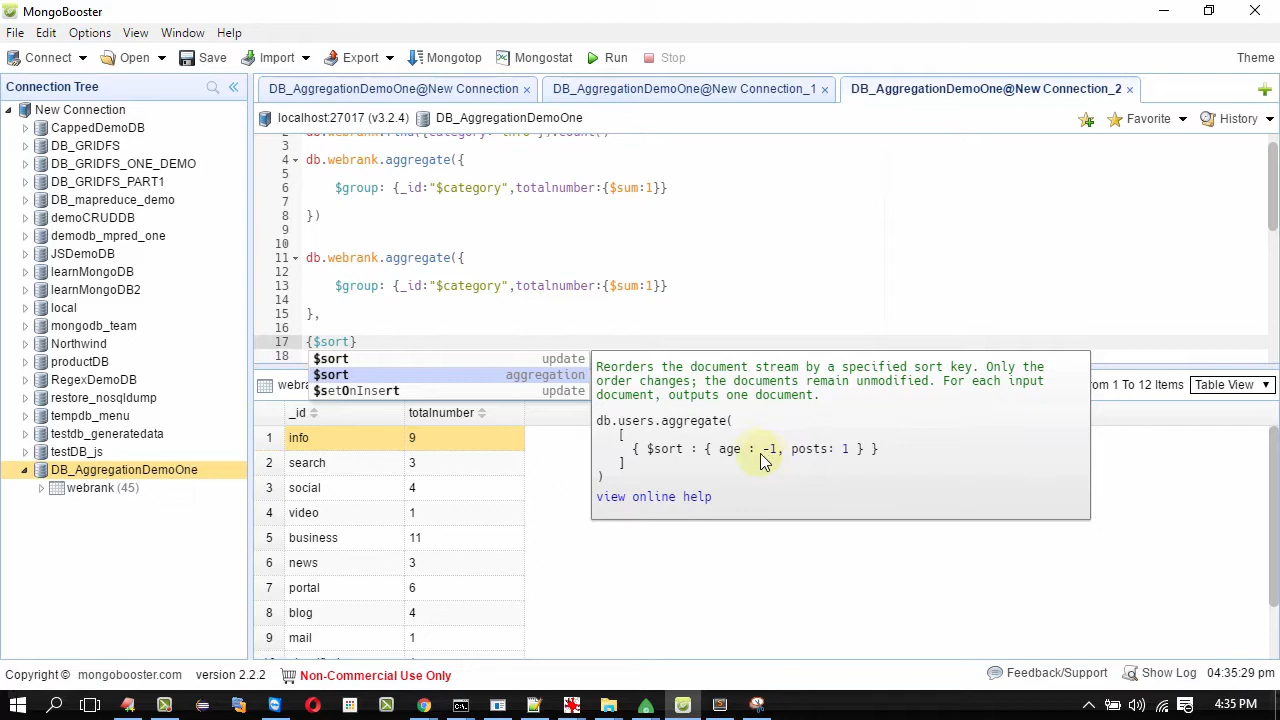 MongoBooster
File Edit Options View Window Help
Connect Open Save Import Export Mongotop Mongostat Run Stop Theme
Connection Tree
New Connection
CappedDemoDB
DB_GRIDFS
DB_GRIDFS_ONE_DEMO
DB_GRIDFS_PART1
DB_mapreduce_demo
demoCRUDDB
demodb_mpred_one
JSDemoDB
learnMongoDB
learnMongoDB2
local
mongodb_team
Northwind
productDB
RegexDemoDB
restore_nosqldump
tempdb_menu
testdb_generatedata
testDB_js
DB_AggregationDemoOne
webrank (45)
DB_AggregationDemoOne@New Connection × DB_AggregationDemoOne@New Connection_1 × DB_AggregationDemoOne@New Connection_2 ×
localhost:27017 (v3.2.4) DB_AggregationDemoOne Favorite History
3
4 db.webrank.aggregate({
5
6 $group: {_id:"$category",totalnumber:{$sum:1}}
7
8 })
9
10
11 db.webrank.aggregate({
12
13 $group: {_id:"$category",totalnumber:{$sum:1}}
14
15 },
16
17 {$sort}
18
$sort update
$sort aggregation
$setOnInsert update
Reorders the document stream by a specified sort key. Only the
order changes; the documents remain unmodified. For each input
document, outputs one document.
db.users.aggregate(
[
{ $sort : { age : -1, posts: 1 } }
]
)
view online help
1 To 12 Items Table View
_id totalnumber
1 info 9
2 search 3
3 social 4
4 video 1
5 business 11
6 news 3
7 portal 6
8 blog 4
9 mail 1
Copyright © mongobooster.com version 2.2.2 Non-Commercial Use Only Feedback/Support Show Log 04:35:29 pm
4:35 PM